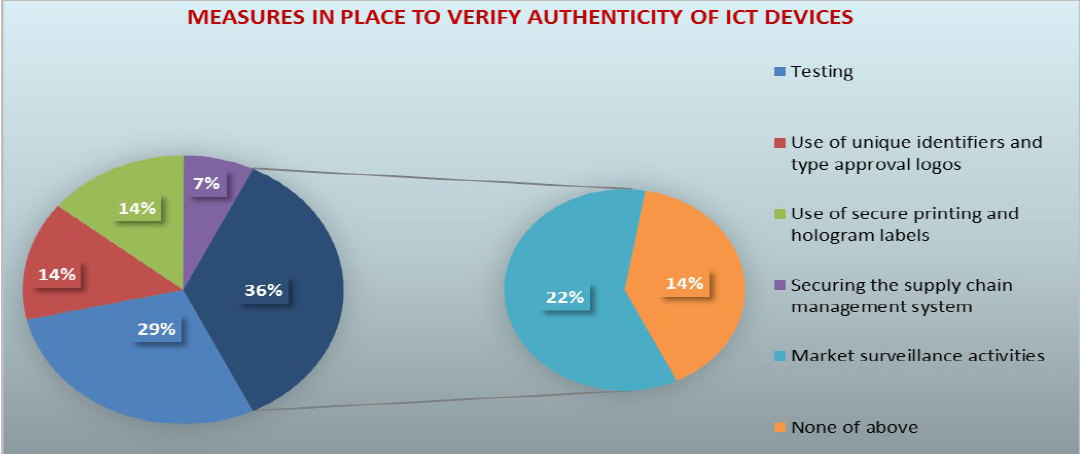 MEASURES IN PLACE TO VERIFY AUTHENTICITY OF ICT DEVICES
7%
14%
14%
36%
29%
22%
14%
Testing
Use of unique identifiers and
type approval logos
Use of secure printing and
hologram labels
Securing the supply chain
management system
Market surveillance activities
None of above